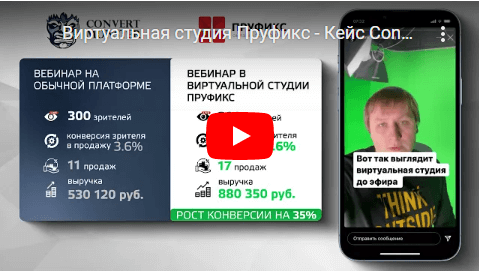 CONVERT
ПРУФИКС
Виртуальная студия Пруфикс - Кейс Con...
ВЕБИНАР НА
ОБЫЧНОЙ ПЛАТФОРМЕ
300 зрителей
конверсия зрителя
в продажу 3.6%
11 продаж
выручка
530 120 руб.
ВЕБИНАР В
ВИРТУАЛЬНОЙ СТУДИИ
ПРУФИКС
17 продаж
выручка
880 350 руб.
РОСТ КОНВЕРСИИ НА 35%
Вот так выглядит
виртуальная студия
до эфира
THINK
OUTSIDE
Отправить сообщение